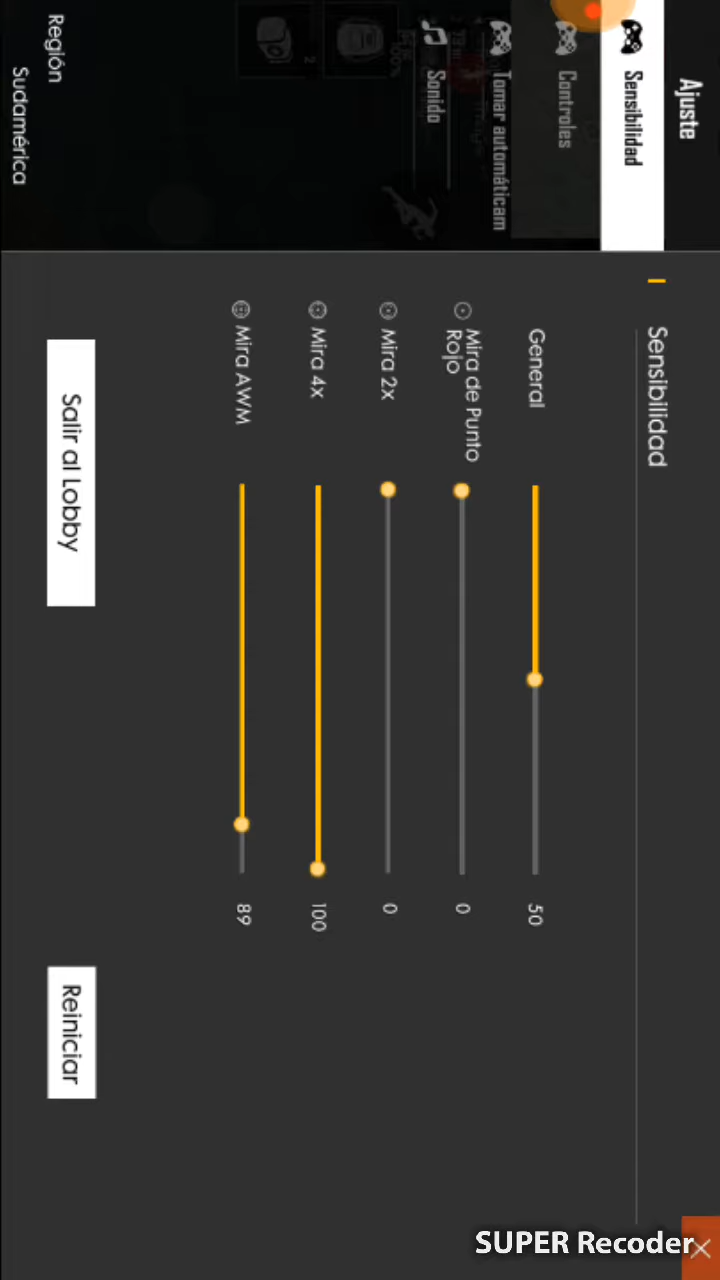 Ajuste
Sensibilidad
Controles
Tomar automáticam
Sonido
Región
Sudamérica
Sensibilidad
General
50
Mira de Punto
Rojo
0
Mira 2x
0
Mira 4x
100
Mira AWM
89
Salir al Lobby
Reiniciar
SUPER Recoder